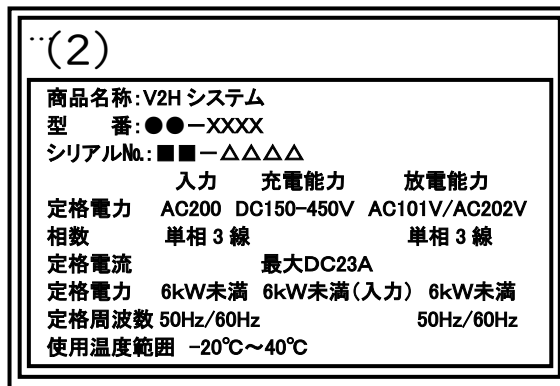 …(2)
商品名称:V2H システム
型　　番:●●ー XXXX
シリアル№:■■ー△△△△
入力　充電能力　放電能力
定格電力　AC200　DC150-450V　AC101V/AC202V
相数　単相 3 線　単相 3 線
定格電流　最大DC23A
定格電力　6kW未満　6kW未満(入力)　6kW未満
定格周波数 50Hz/60Hz　50Hz/60Hz
使用温度範囲　-20℃～40℃